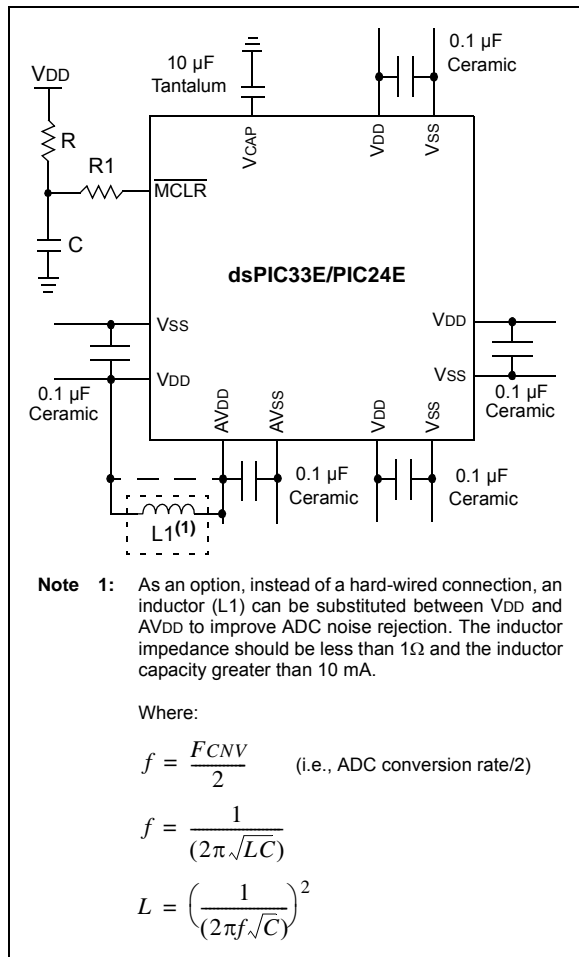 0.1 µF
Ceramic
10 µF
Tantalum
VDD
R
R1
C
MCLR
VCAP
VDD
VSS
dsPIC33E/PIC24E
VSS
VDD
0.1 µF
Ceramic
VDD
VSS
0.1 µF
Ceramic
AVDD
AVSS
VDD
VSS
0.1 µF
Ceramic
0.1 µF
Ceramic
L1(1)
Note 1: As an option, instead of a hard-wired connection, an
inductor (L1) can be substituted between VDD and
AVDD to improve ADC noise rejection. The inductor
impedance should be less than 1Ω and the inductor
capacity greater than 10 mA.
Where:
f = FCNV / 2 (i.e., ADC conversion rate/2)
f = 1 / (2π√LC)
L = (1 / (2πf√C))²